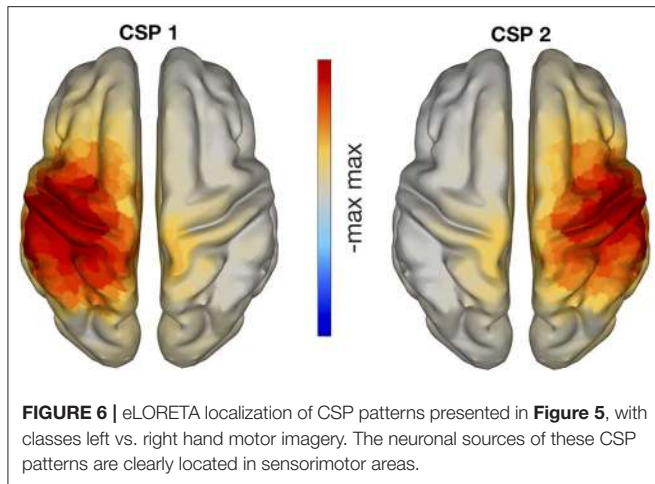 CSP 1
CSP 2
-max max
FIGURE 6 | eLORETA localization of CSP patterns presented in Figure 5, with
classes left vs. right hand motor imagery. The neuronal sources of these CSP
patterns are clearly located in sensorimotor areas.